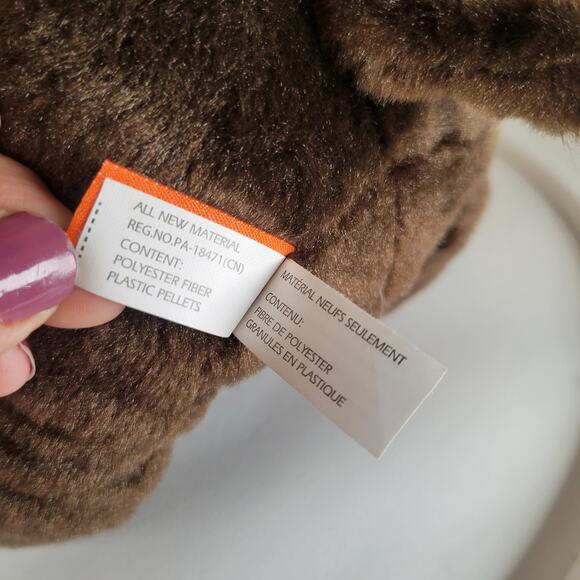 ALL NEW MATERIAL
REG.NO.PA-18471(CN)
CONTENT:
POLYESTER FIBER
PLASTIC PELLETS
MATÉRIAL NEUFS SEULEMENT
CONTENU:
FIBRE DE POLYESTER
GRANULES EN PLASTIQUE